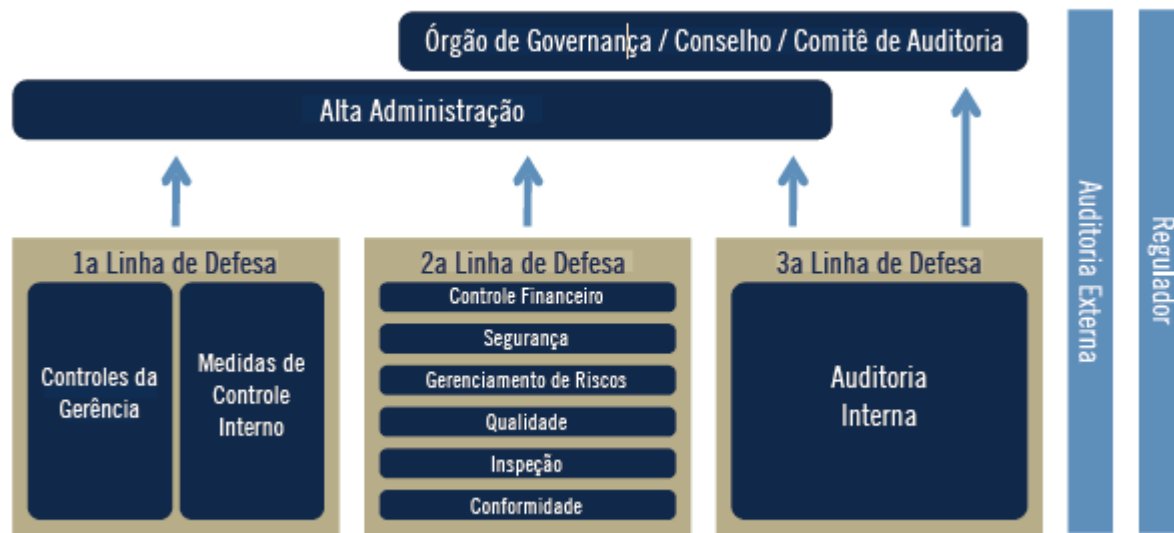 Órgão de Governança / Conselho / Comitê de Auditoria
Alta Administração
1a Linha de Defesa
Controles da
Gerência
Medidas de
Controle
Interno
2a Linha de Defesa
Controle Financeiro
Segurança
Gerenciamento de Riscos
Qualidade
Inspeção
Conformidade
3a Linha de Defesa
Auditoria
Interna
Auditoria Externa
Regulador